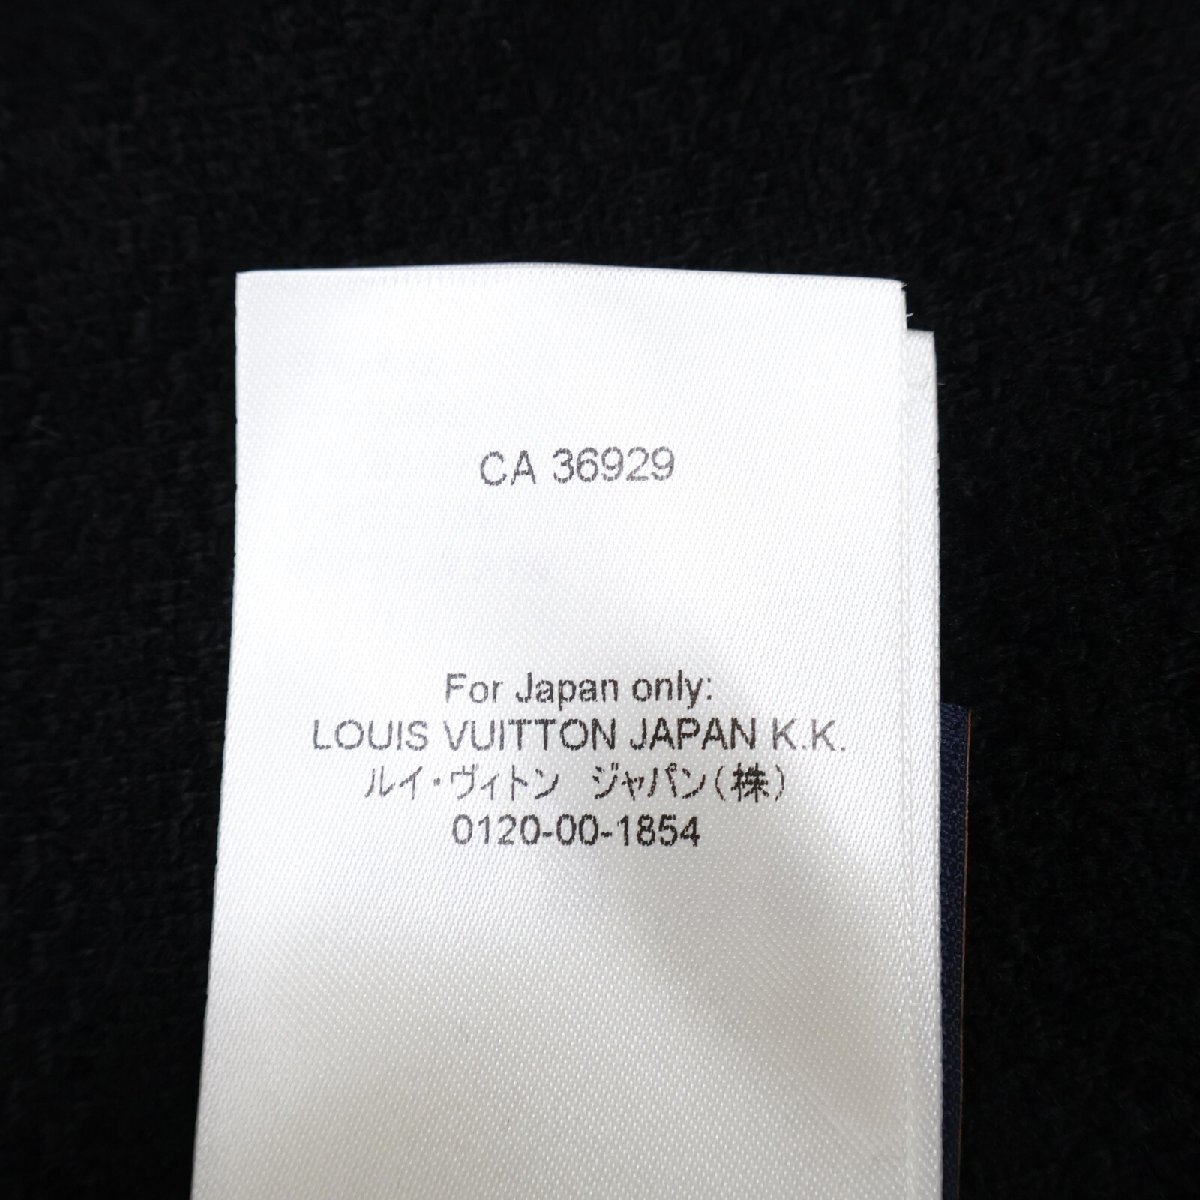 CA 36929
For Japan only:
LOUIS VUITTON JAPAN K.K.
ルイ・ヴィトン　ジャパン(株)
0120-00-1854